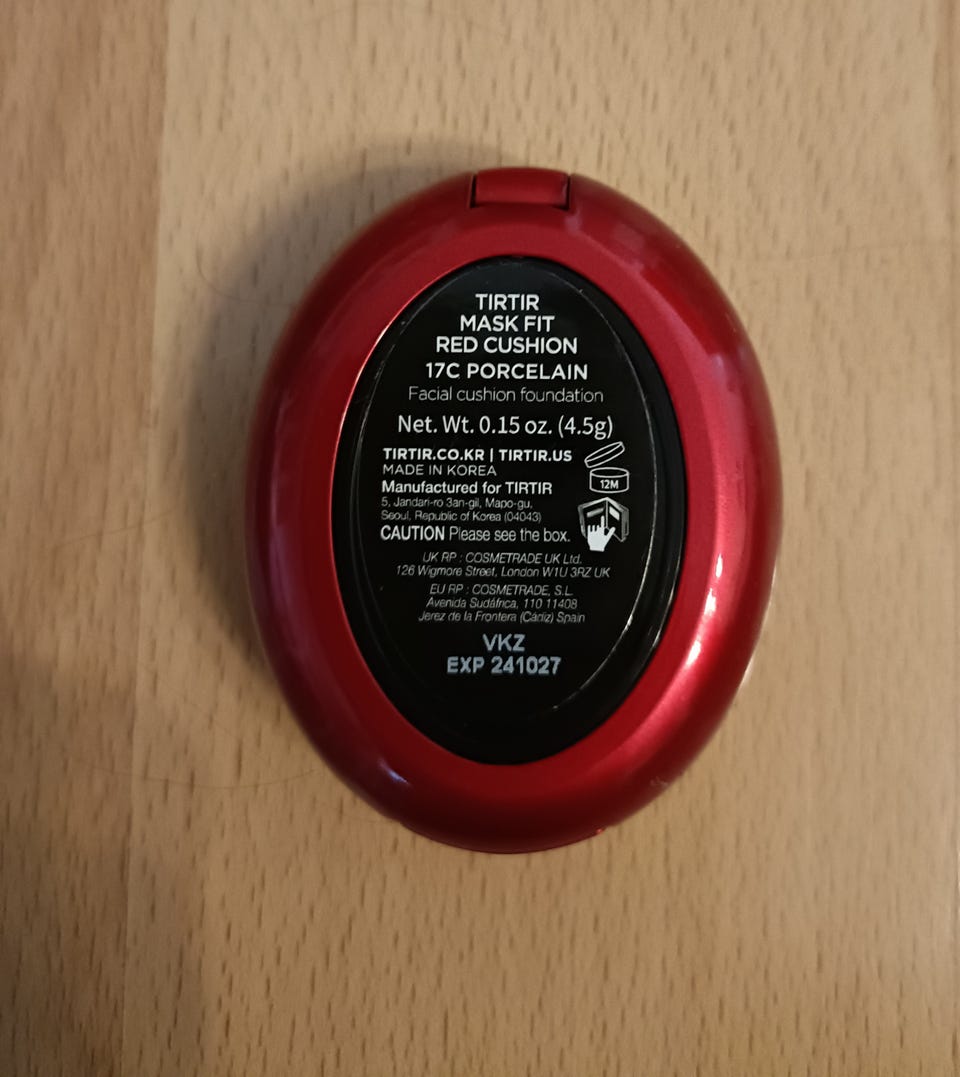 TIRTIR
MASK FIT
RED CUSHION
17C PORCELAIN
Facial cushion foundation
Net. Wt. 0.15 oz. (4.5g)
TIRTIR.CO.KR | TIRTIR.US
MADE IN KOREA
12M
Manufactured for TIRTIR
5, Jandari-ro 3an-gil, Mapo-gu,
Seoul, Republic of Korea (04043)
CAUTION Please see the box.
UK RP : COSMETRADE UK Ltd.
126 Wigmore Street, London W1U 3RZ UK
EU RP : COSMETRADE, S.L.
Avenida Sudáfrica, 110 11408
Jerez de la Frontera (Cádiz) Spain
VKZ
EXP 241027